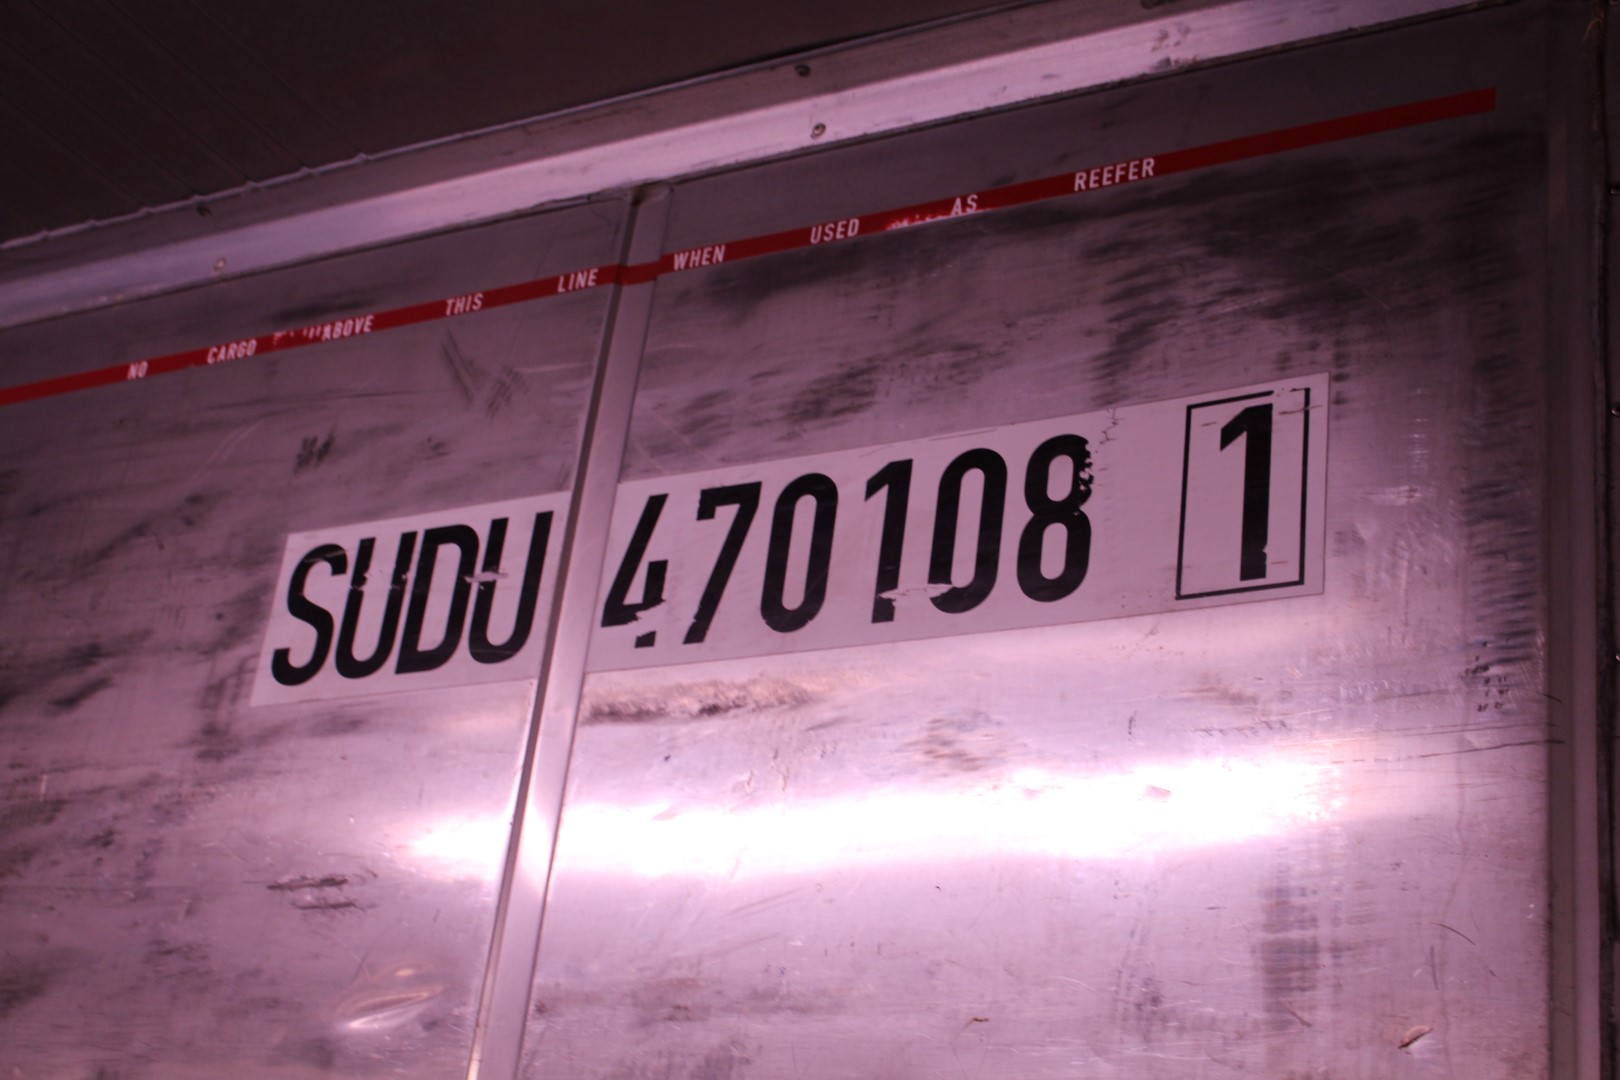 NO CARGO ABOVE THIS LINE WHEN USED AS REEFER
SUDU 470108 1